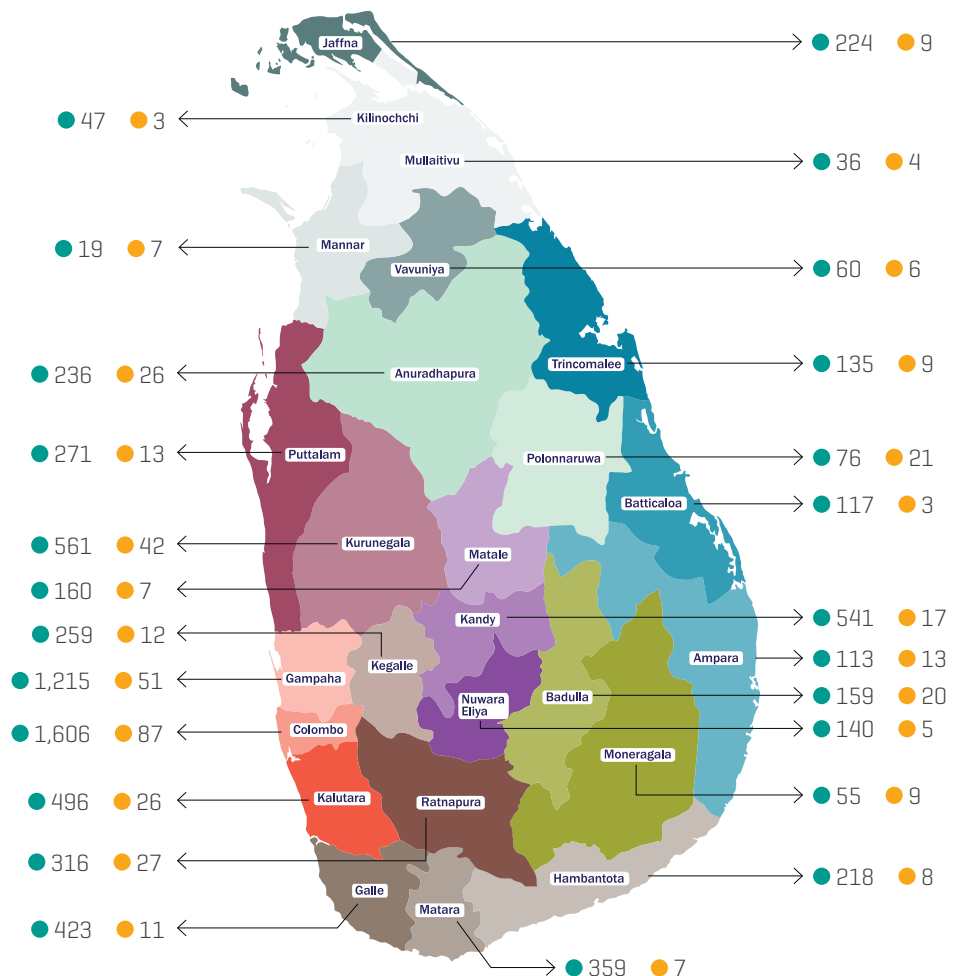 Jaffna
224 9
47 3
Kilinochchi
Mullaitivu
36 4
19 7
Mannar
Vavuniya
60 6
236 26
Anuradhapura
Trincomalee
135 9
271 13
Puttalam
Polonnaruwa
76 21
Batticaloa
117 3
561 42
Kurunegala
Matale
160 7
Kandy
541 17
259 12
Kegalle
Ampara
113 13
1,215 51
Gampaha
Nuwara
Eliya
Badulla
159 20
140 5
1,606 87
Colombo
Moneragala
496 26
Kalutara
Ratnapura
55 9
316 27
Hambantota
218 8
Galle
Matara
423 11
359 7